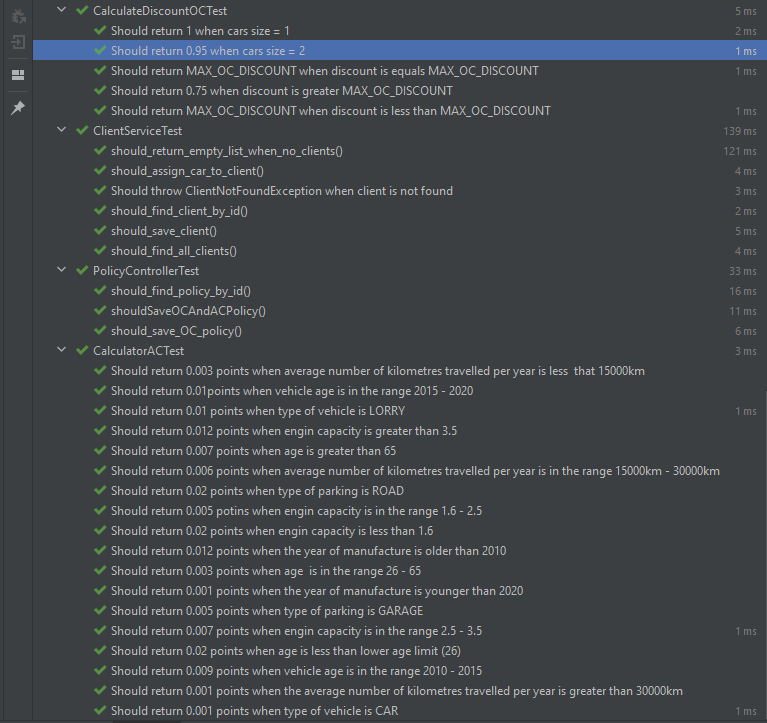 CalculateDiscountOCTest 5 ms
Should return 1 when cars size = 1 2 ms
Should return 0.95 when cars size = 2 1 ms
Should return MAX_OC_DISCOUNT when discount is equals MAX_OC_DISCOUNT 1 ms
Should return 0.75 when discount is greater MAX_OC_DISCOUNT
Should return MAX_OC_DISCOUNT when discount is less than MAX_OC_DISCOUNT 1 ms
ClientServiceTest 139 ms
should_return_empty_list_when_no_clients() 121 ms
should_assign_car_to_client() 4 ms
Should throw ClientNotFoundException when client is not found 3 ms
should_find_client_by_id() 2 ms
should_save_client() 5 ms
should_find_all_clients() 4 ms
PolicyControllerTest 33 ms
should_find_policy_by_id() 16 ms
shouldSaveOCAndACPolicy() 11 ms
should_save_OC_policy() 6 ms
CalculatorACTest 3 ms
Should return 0.003 points when average number of kilometres travelled per year is less  that 15000km
Should return 0.01points when vehicle age is in the range 2015 - 2020
Should return 0.01 points when type of vehicle is LORRY 1 ms
Should return 0.012 points when engin capacity is greater than 3.5
Should return 0.007 points when age is greater than 65
Should return 0.006 points when average number of kilometres travelled per year is in the range 15000km - 30000km
Should return 0.02 points when type of parking is ROAD
Should return 0.005 potins when engin capacity is in the range 1.6 - 2.5
Should return 0.02 points when engin capacity is less than 1.6
Should return 0.012 points when the year of manufacture is older than 2010
Should return 0.003 points when age  is in the range 26 - 65
Should return 0.001 points when the year of manufacture is younger than 2020
Should return 0.005 points when type of parking is GARAGE
Should return 0.007 points when engin capacity is in the range 2.5 - 3.5 1 ms
Should return 0.02 points when age is less than lower age limit (26)
Should return 0.009 points when vehicle age is in the range 2010 - 2015
Should return 0.001 points when the average number of kilometres travelled per year is greater than 30000km
Should return 0.001 points when type of vehicle is CAR 1 ms